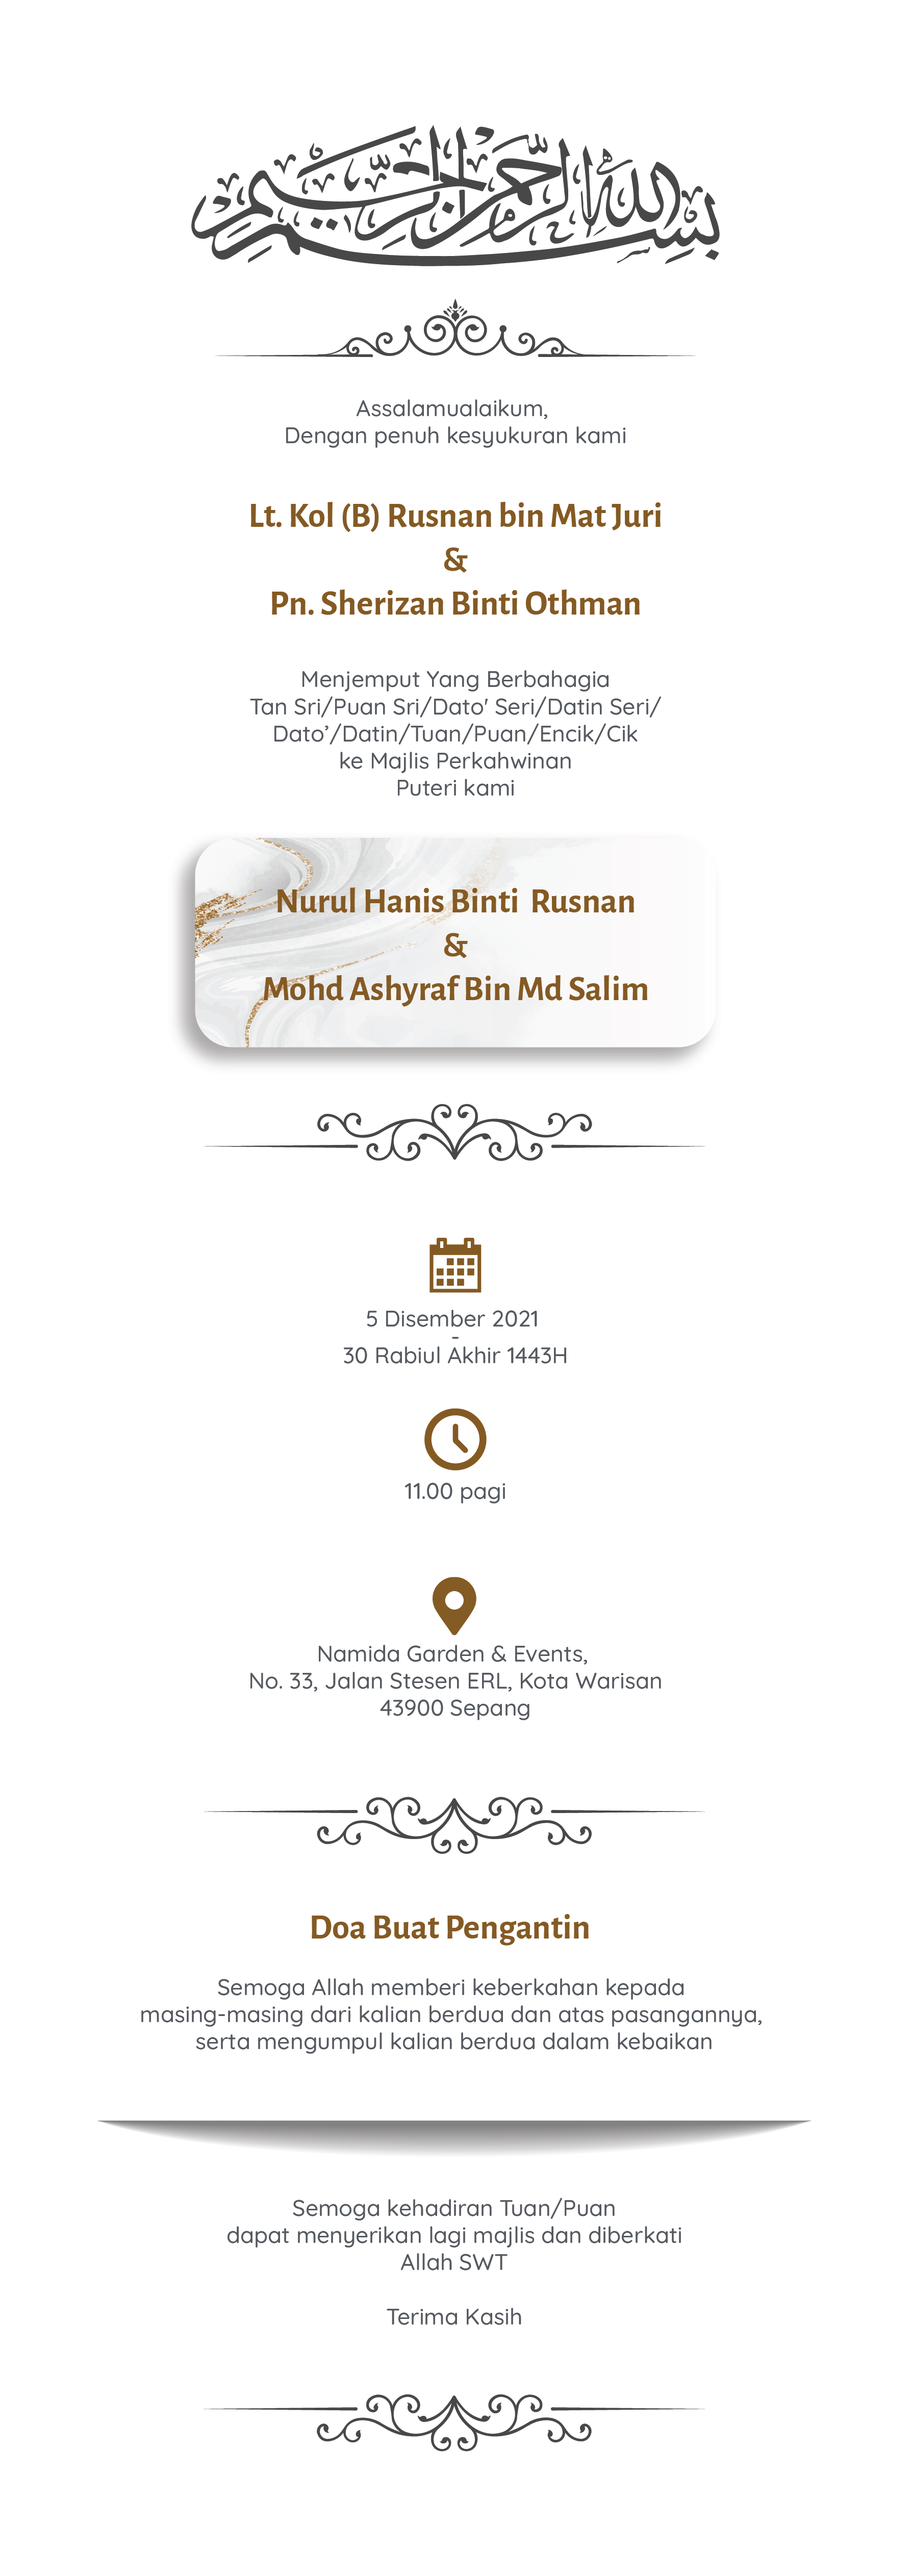 بِسْمِ اللهِ الرَّحْمٰنِ الرَّحِيْمِ
Assalamualaikum,
Dengan penuh kesyukuran kami
Lt. Kol (B) Rusnan bin Mat Juri
&
Pn. Sherizan Binti Othman
Menjemput Yang Berbahagia
Tan Sri/Puan Sri/Dato' Seri/Datin Seri/
Dato’/Datin/Tuan/Puan/Encik/Cik
ke Majlis Perkahwinan
Puteri kami
Nurul Hanis Binti Rusnan
&
Mohd Ashyraf Bin Md Salim
5 Disember 2021
-
30 Rabiul Akhir 1443H
11.00 pagi
Namida Garden & Events,
No. 33, Jalan Stesen ERL, Kota Warisan
43900 Sepang
Doa Buat Pengantin
Semoga Allah memberi keberkahan kepada
masing-masing dari kalian berdua dan atas pasangannya,
serta mengumpul kalian berdua dalam kebaikan
Semoga kehadiran Tuan/Puan
dapat menyerikan lagi majlis dan diberkati
Allah SWT
Terima Kasih